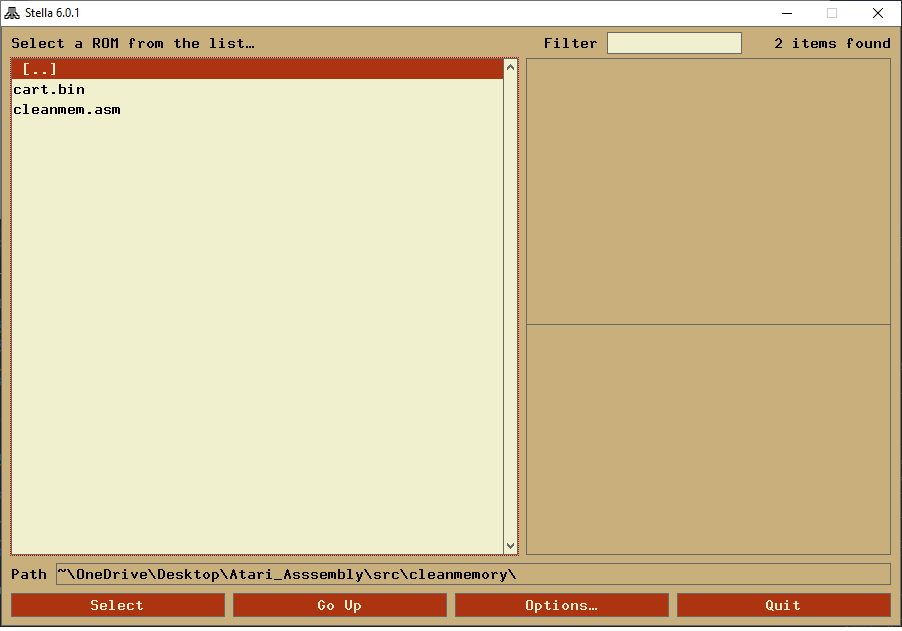 Stella 6.0.1
Select a ROM from the list…
Filter
2 items found
[..]
cart.bin
cleanmem.asm
Path ~\OneDrive\Desktop\Atari_Asssembly\src\cleanmemory\
Select
Go Up
Options…
Quit